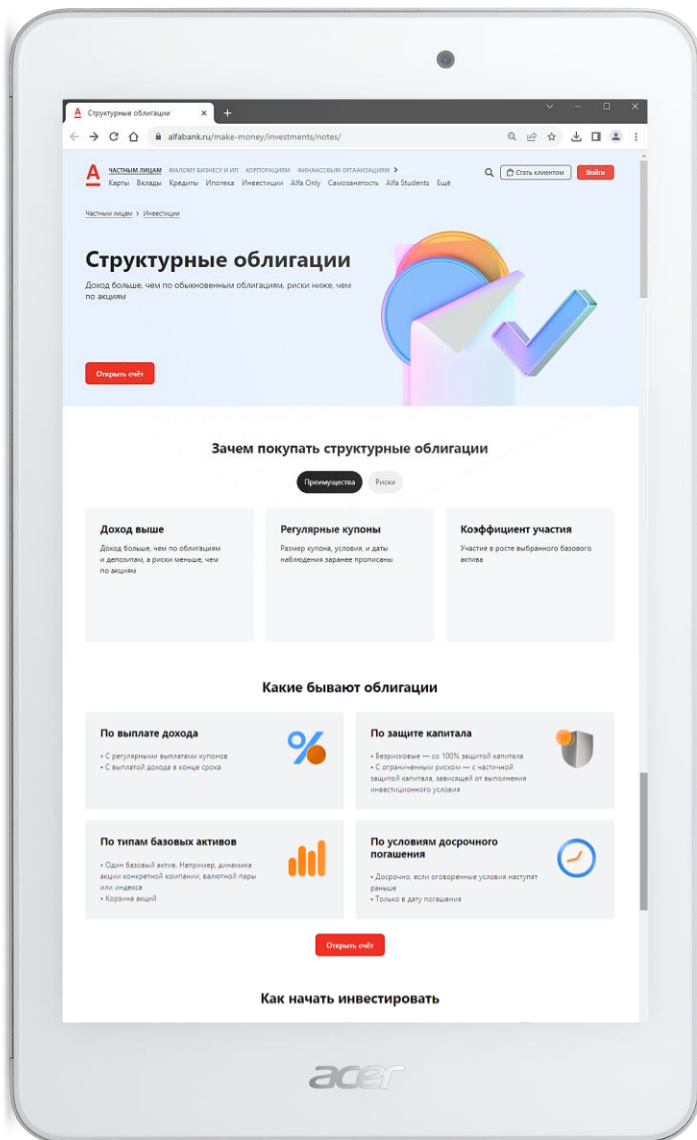 Структурные облигации
alfabank.ru/make-money/investments/notes/
ЧАСТНЫМ ЛИЦАМ МАЛОМУ БИЗНЕСУ И ИП КОРПОРАЦИЯМ ФИНАНСОВЫМ ОРГАНИЗАЦИЯМ
Карты Вклады Кредиты Ипотека Инвестиции Alfa Only Самозанятость Alfa Students Ещё
Стать клиентом
Войти
Частным лицам > Инвестиции
Структурные облигации
Доход больше, чем по обыкновенным облигациям, риски ниже, чем
по акциям
Открыть счёт
Зачем покупать структурные облигации
Преимущества Риски
Доход выше
Доход больше, чем по облигациям
и депозитам, а риски меньше, чем
по акциям
Регулярные купоны
Размер купона, условия, и даты
наблюдения заранее прописаны
Коэффициент участия
Участие в росте выбранного базового
актива
Какие бывают облигации
По выплате дохода
• С регулярными выплатами купонов
• С выплатой дохода в конце срока
По защите капитала
• Безрисковые — со 100% защитой капитала
• С ограниченным риском — с частичной
защитой капитала, зависящей от выполнения
инвестиционного условия
По типам базовых активов
• Один базовый актив. Например, динамика
акции конкретной компании, валютной пары
или индекса
• Корзина акций
По условиям досрочного
погашения
• Досрочно, если оговоренные условия наступят
раньше
• Только в дату погашения
Открыть счёт
Как начать инвестировать
acer